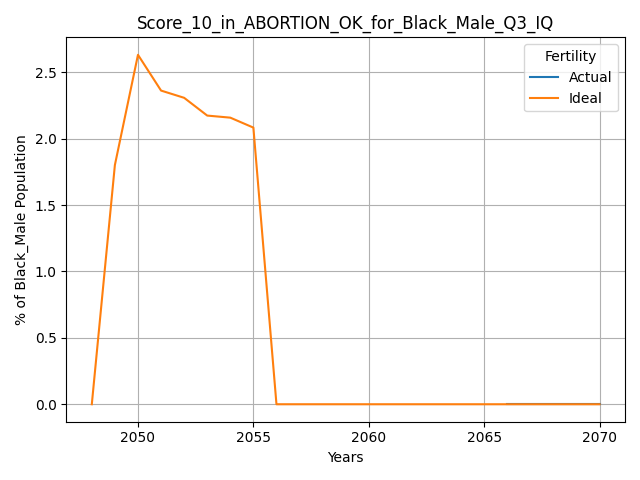 Score_10_in_ABORTION_OK_for_Black_Male_Q3_IQ
Fertility
Actual
Ideal
% of Black_Male Population
2.5
2.0
1.5
1.0
0.5
0.0
2050 2055 2060 2065 2070
Years